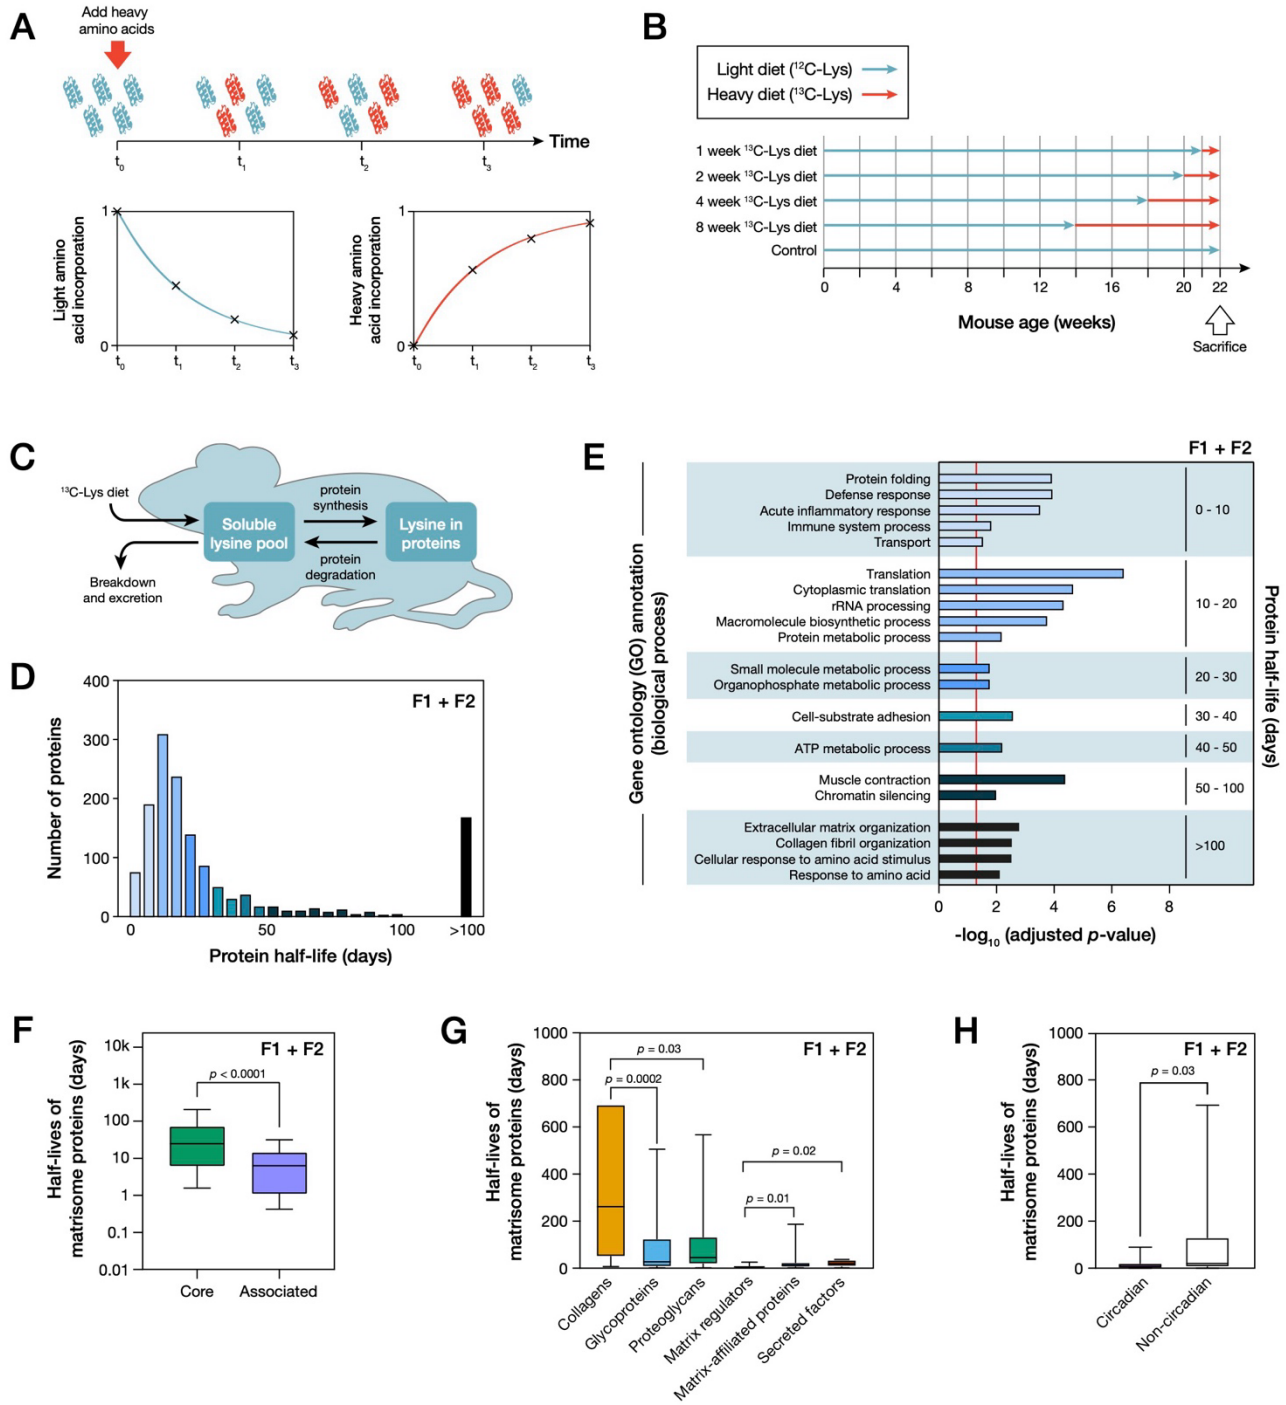 A
Add heavy
amino acids
Time
t0
t1
t2
t3
Light amino
acid incorporation
1
0
t0
t1
t2
t3
Heavy amino
acid incorporation
1
0
t0
t1
t2
t3
B
Light diet (12C-Lys)
Heavy diet (13C-Lys)
1 week 13C-Lys diet
2 week 13C-Lys diet
4 week 13C-Lys diet
8 week 13C-Lys diet
Control
0 4 8 12 16 20 22
Mouse age (weeks)
Sacrifice
C
13C-Lys diet
Breakdown
and excretion
Soluble
lysine pool
protein
synthesis
protein
degradation
Lysine in
proteins
D
F1 + F2
Number of proteins
400
300
200
100
0
0 50 100 >100
Protein half-life (days)
E
F1 + F2
Gene ontology (GO) annotation
(biological process)
Protein folding
Defense response
Acute inflammatory response
Immune system process
Transport
0 - 10
Translation
Cytoplasmic translation
rRNA processing
Macromolecule biosynthetic process
Protein metabolic process
10 - 20
Small molecule metabolic process
Organophosphate metabolic process
20 - 30
Cell-substrate adhesion
30 - 40
ATP metabolic process
40 - 50
Muscle contraction
Chromatin silencing
50 - 100
Extracellular matrix organization
Collagen fibril organization
Cellular response to amino acid stimulus
Response to amino acid
>100
Protein half-life (days)
0 2 4 6 8
-log10 (adjusted p-value)
F
F1 + F2
Half-lives of
matrisome proteins (days)
10k
1k
100
10
1
0.1
0.01
p < 0.0001
Core
Associated
G
F1 + F2
Half-lives of
matrisome proteins (days)
1000
800
600
400
200
0
p = 0.03
p = 0.0002
p = 0.02
p = 0.01
Collagens
Glycoproteins
Proteoglycans
Matrix regulators
Matrix-affiliated proteins
Secreted factors
H
F1 + F2
Half-lives of
matrisome proteins (days)
1000
800
600
400
200
0
p = 0.03
Circadian
Non-circadian